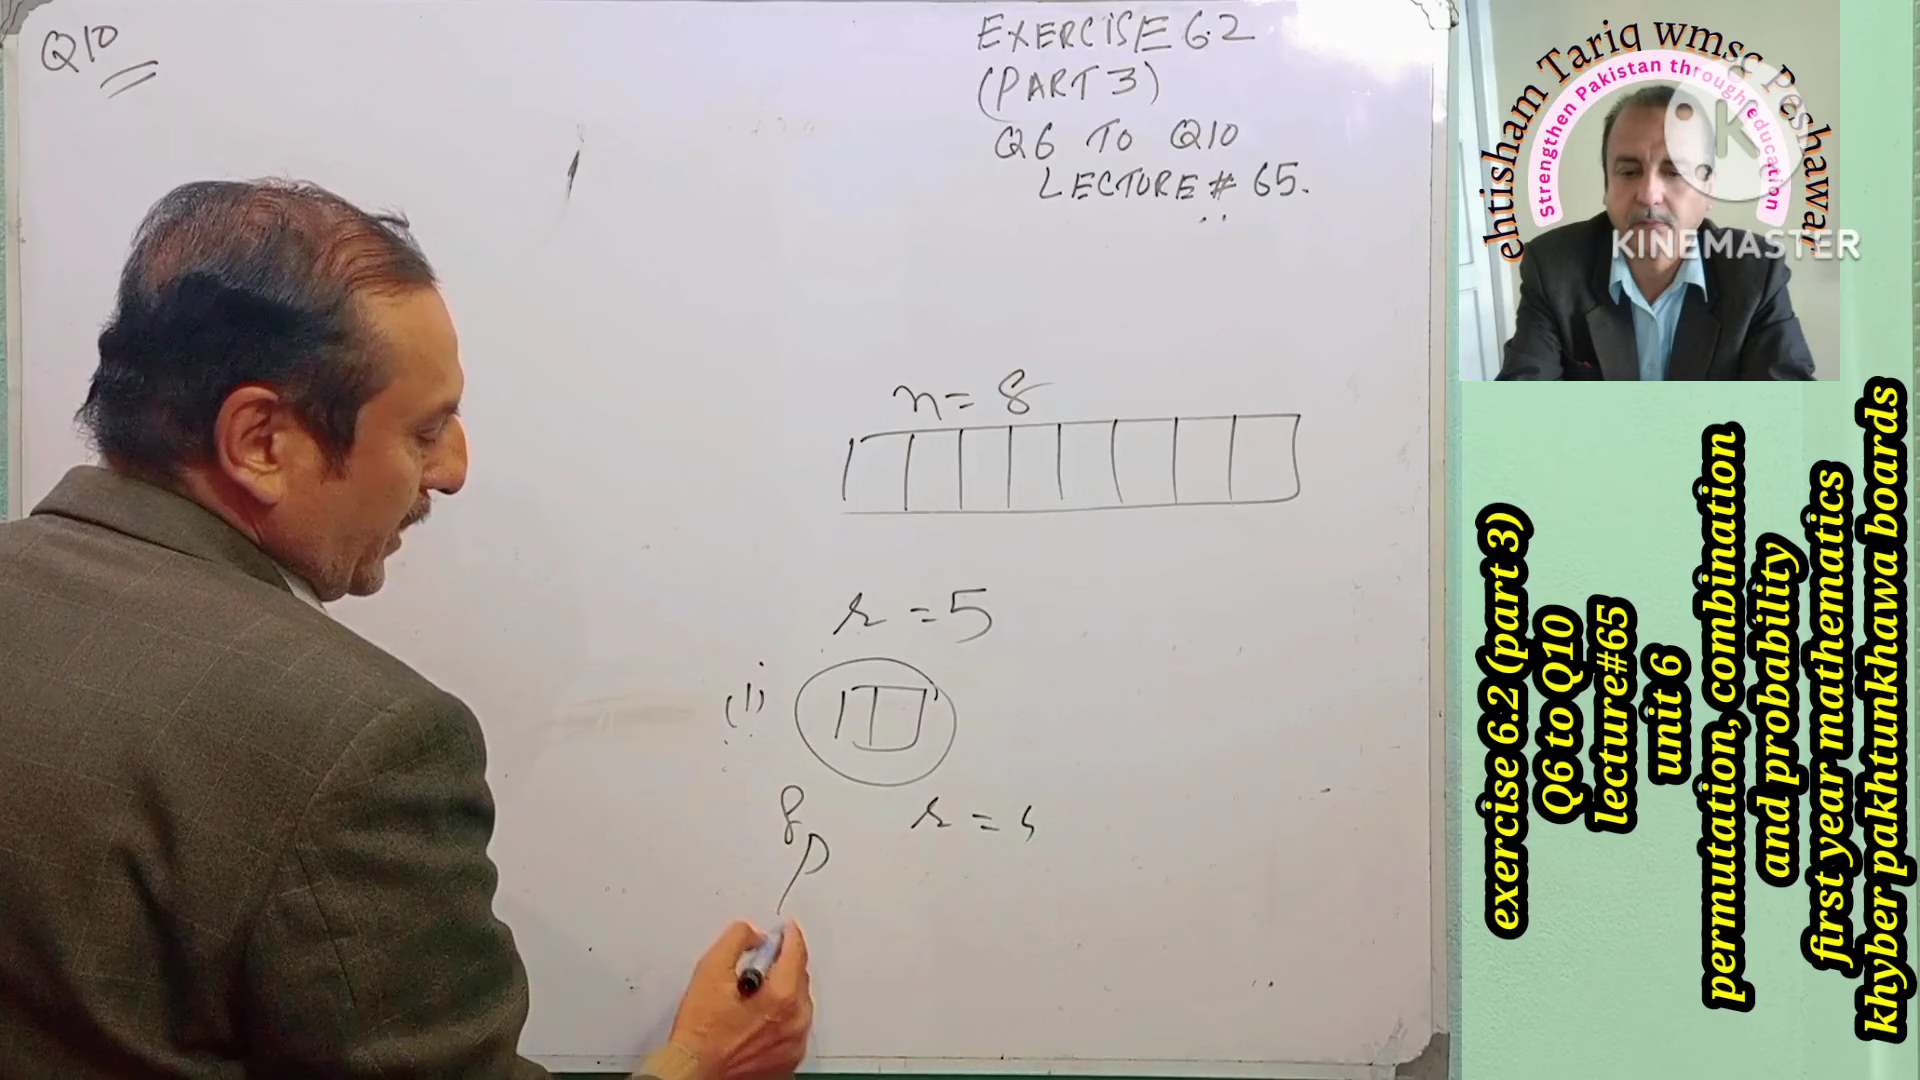 Q10
EXERCISE 6.2
(PART 3)
Q6 TO Q10
LECTURE # 65.
n = 8
r = 5
(1)
8
P
r =
ehtisham Tariq wmsc Peshawar
Strengthen Pakistan through education
K
KINEMASTER
exercise 6.2 (part 3)
Q6 to Q10
lecture#65
unit 6
permutation, combination
and probability
first year mathematics
khyber pakhtunkhawa boards